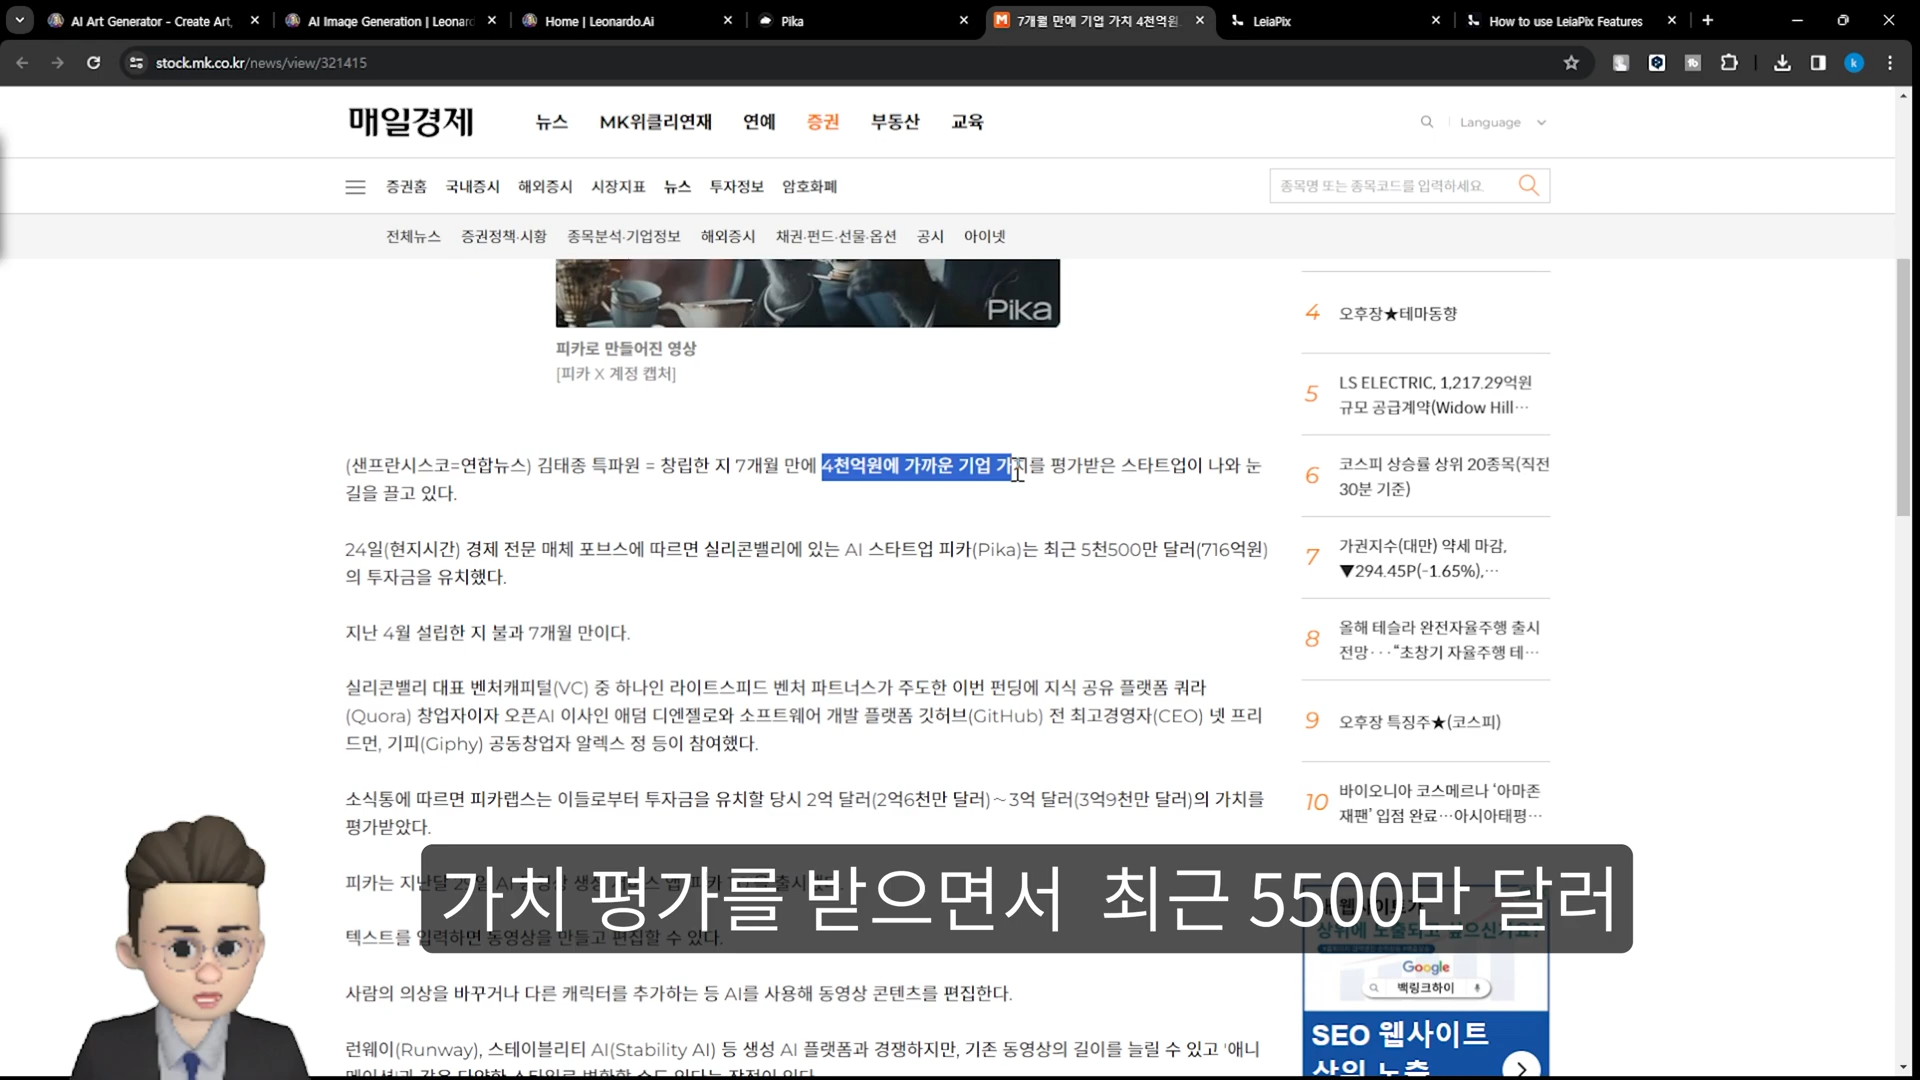 AI Art Generator - Create Art,
AI Image Generation | Leonard
Home | Leonardo.Ai
Pika
7개월 만에 기업 가치 4천억원
LeiaPix
How to use LeiaPix Features
stock.mk.co.kr/news/view/321415
매일경제
뉴스 MK위클리연재 연예 증권 부동산 교육
Language
증권홈 국내증시 해외증시 시장지표 뉴스 투자정보 암호화폐
종목명 또는 종목코드를 입력하세요.
전체뉴스 증권정책·시황 종목분석·기업정보 해외증시 채권·펀드·선물·옵션 공시 아이넷
Pika
피카로 만들어진 영상
[피카 X 계정 캡처]
(샌프란시스코=연합뉴스) 김태종 특파원 = 창립한 지 7개월 만에 4천억원에 가까운 기업 가치를 평가받은 스타트업이 나와 눈
길을 끌고 있다.
24일(현지시간) 경제 전문 매체 포브스에 따르면 실리콘밸리에 있는 AI 스타트업 피카(Pika)는 최근 5천500만 달러(716억원)
의 투자금을 유치했다.
지난 4월 설립한 지 불과 7개월 만이다.
실리콘밸리 대표 벤처캐피털(VC) 중 하나인 라이트스피드 벤처 파트너스가 주도한 이번 펀딩에 지식 공유 플랫폼 쿼라
(Quora) 창업자이자 오픈AI 이사인 애덤 디엔젤로와 소프트웨어 개발 플랫폼 깃허브(GitHub) 전 최고경영자(CEO) 넷 프리
드먼, 기피(Giphy) 공동창업자 알렉스 정 등이 참여했다.
소식통에 따르면 피카랩스는 이들로부터 투자금을 유치할 당시 2억 달러(2억6천만 달러)∼3억 달러(3억9천만 달러)의 가치를
평가받았다.
피카는 지난달
텍스트를 입력하면 동영상을 만들고 편집할 수 있다.
사람의 의상을 바꾸거나 다른 캐릭터를 추가하는 등 AI를 사용해 동영상 콘텐츠를 편집한다.
런웨이(Runway), 스테이블리티 AI(Stability AI) 등 생성 AI 플랫폼과 경쟁하지만, 기존 동영상의 길이를 늘릴 수 있고 '애니
4 오후장★테마동향
5 LS ELECTRIC, 1,217.29억원
규모 공급계약(Widow Hill…
6 코스피 상승률 상위 20종목(직전
30분 기준)
7 가권지수(대만) 약세 마감,
▼294.45P(-1.65%),…
8 올해 테슬라 완전자율주행 출시
전망···“초창기 자율주행 테…
9 오후장 특징주★(코스피)
10 바이오니아 코스메르나 ‘아마존
재팬’ 입점 완료…아시아태평…
가치 평가를 받으면서 최근 5500만 달러
Google
백링크하이
SEO 웹사이트
상위 노출
k